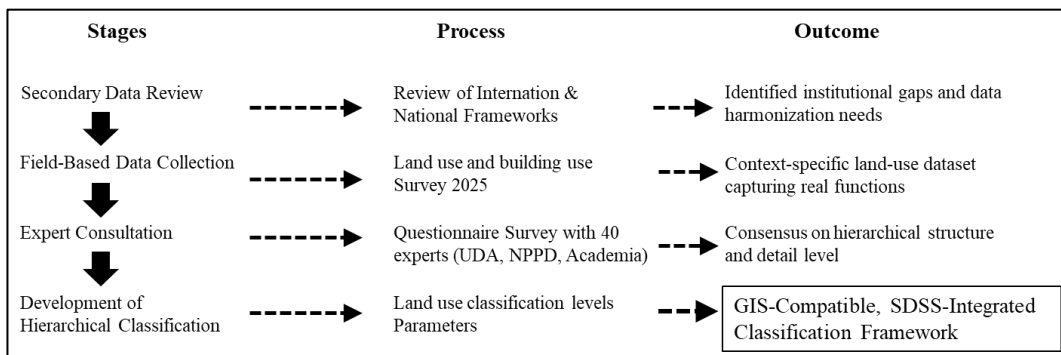 Stages Process Outcome
Secondary Data Review
Review of Internation &
National Frameworks
Identified institutional gaps and data
harmonization needs
Field-Based Data Collection
Land use and building use
Survey 2025
Context-specific land-use dataset
capturing real functions
Expert Consultation
Questionnaire Survey with 40
experts (UDA, NPPD, Academia)
Consensus on hierarchical structure
and detail level
Development of
Hierarchical Classification
Land use classification levels
Parameters
GIS-Compatible, SDSS-Integrated
Classification Framework